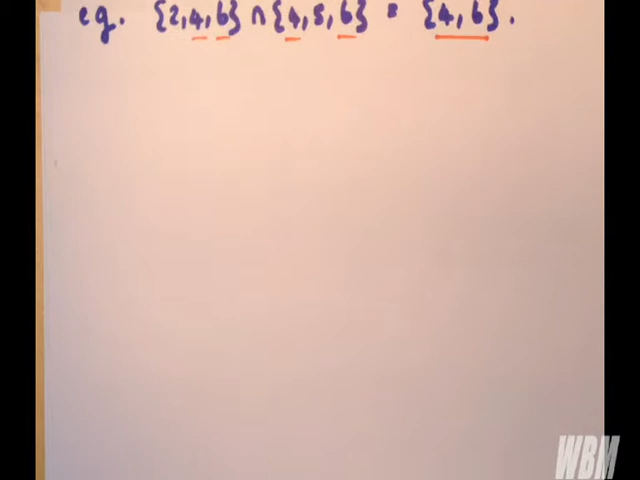 eg. {2,4,6} ∩ {4,5,6} = {4,6}.
WBM